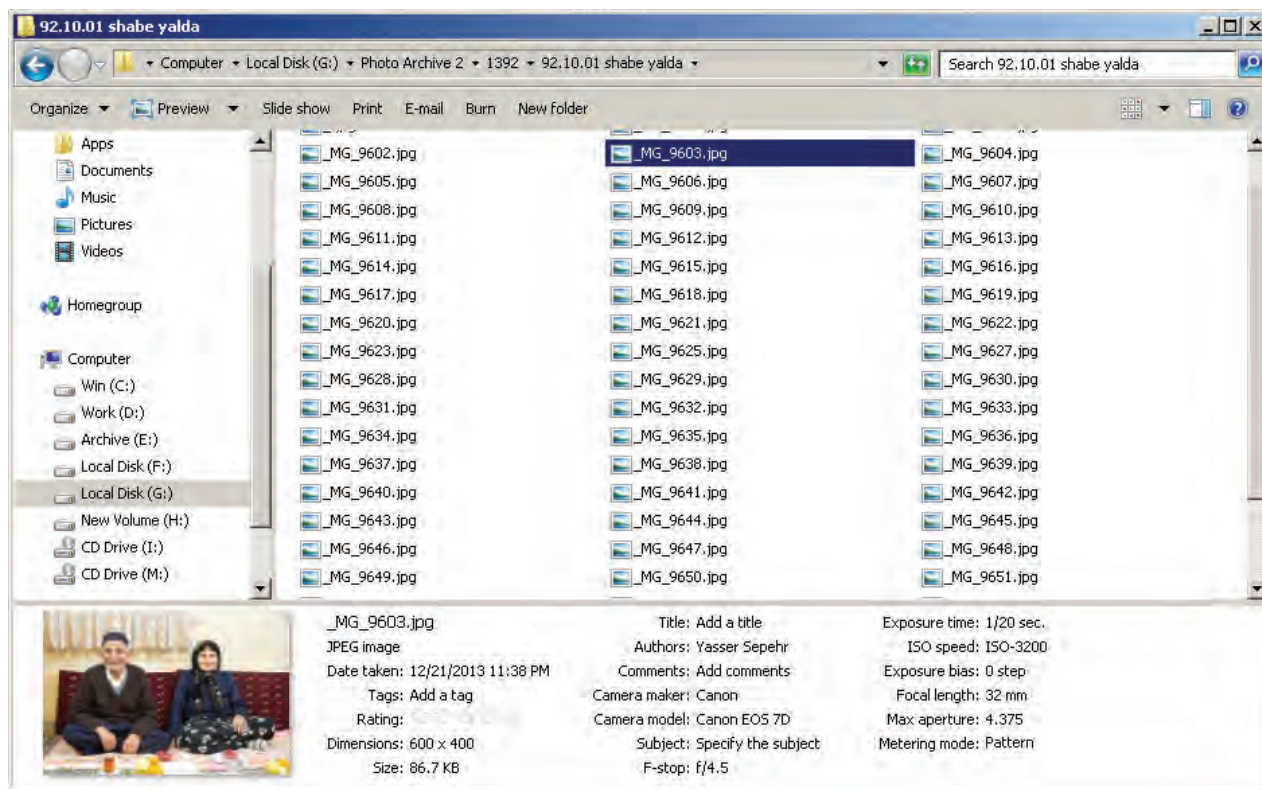 92.10.01 shabe yalda
Computer Local Disk (G:) Photo Archive 2 1392 92.10.01 shabe yalda Search 92.10.01 shabe yalda
Organize Preview Slide show Print E-mail Burn New folder
Apps
Documents
Music
Pictures
Videos
Homegroup
Computer
Win (C:)
Work (D:)
Archive (E:)
Local Disk (F:)
Local Disk (G:)
New Volume (H:)
CD Drive (I:)
CD Drive (M:)
_MG_9602.jpg _MG_9603.jpg _MG_9604.jpg
_MG_9605.jpg _MG_9606.jpg _MG_9607.jpg
_MG_9608.jpg _MG_9609.jpg _MG_9610.jpg
_MG_9611.jpg _MG_9612.jpg _MG_9613.jpg
_MG_9614.jpg _MG_9615.jpg _MG_9616.jpg
_MG_9617.jpg _MG_9618.jpg _MG_9619.jpg
_MG_9620.jpg _MG_9621.jpg _MG_9622.jpg
_MG_9623.jpg _MG_9625.jpg _MG_9627.jpg
_MG_9628.jpg _MG_9629.jpg _MG_9630.jpg
_MG_9631.jpg _MG_9632.jpg _MG_9633.jpg
_MG_9634.jpg _MG_9635.jpg _MG_9636.jpg
_MG_9637.jpg _MG_9638.jpg _MG_9639.jpg
_MG_9640.jpg _MG_9641.jpg _MG_9642.jpg
_MG_9643.jpg _MG_9644.jpg _MG_9645.jpg
_MG_9646.jpg _MG_9647.jpg _MG_9648.jpg
_MG_9649.jpg _MG_9650.jpg _MG_9651.jpg
_MG_9603.jpg
JPEG image
Date taken: 12/21/2013 11:38 PM
Tags: Add a tag
Rating:
Dimensions: 600 x 400
Size: 86.7 KB
Title: Add a title
Authors: Yasser Sepehr
Comments: Add comments
Camera maker: Canon
Camera model: Canon EOS 7D
Subject: Specify the subject
F-stop: f/4.5
Exposure time: 1/20 sec.
ISO speed: ISO-3200
Exposure bias: 0 step
Focal length: 32 mm
Max aperture: 4.375
Metering mode: Pattern